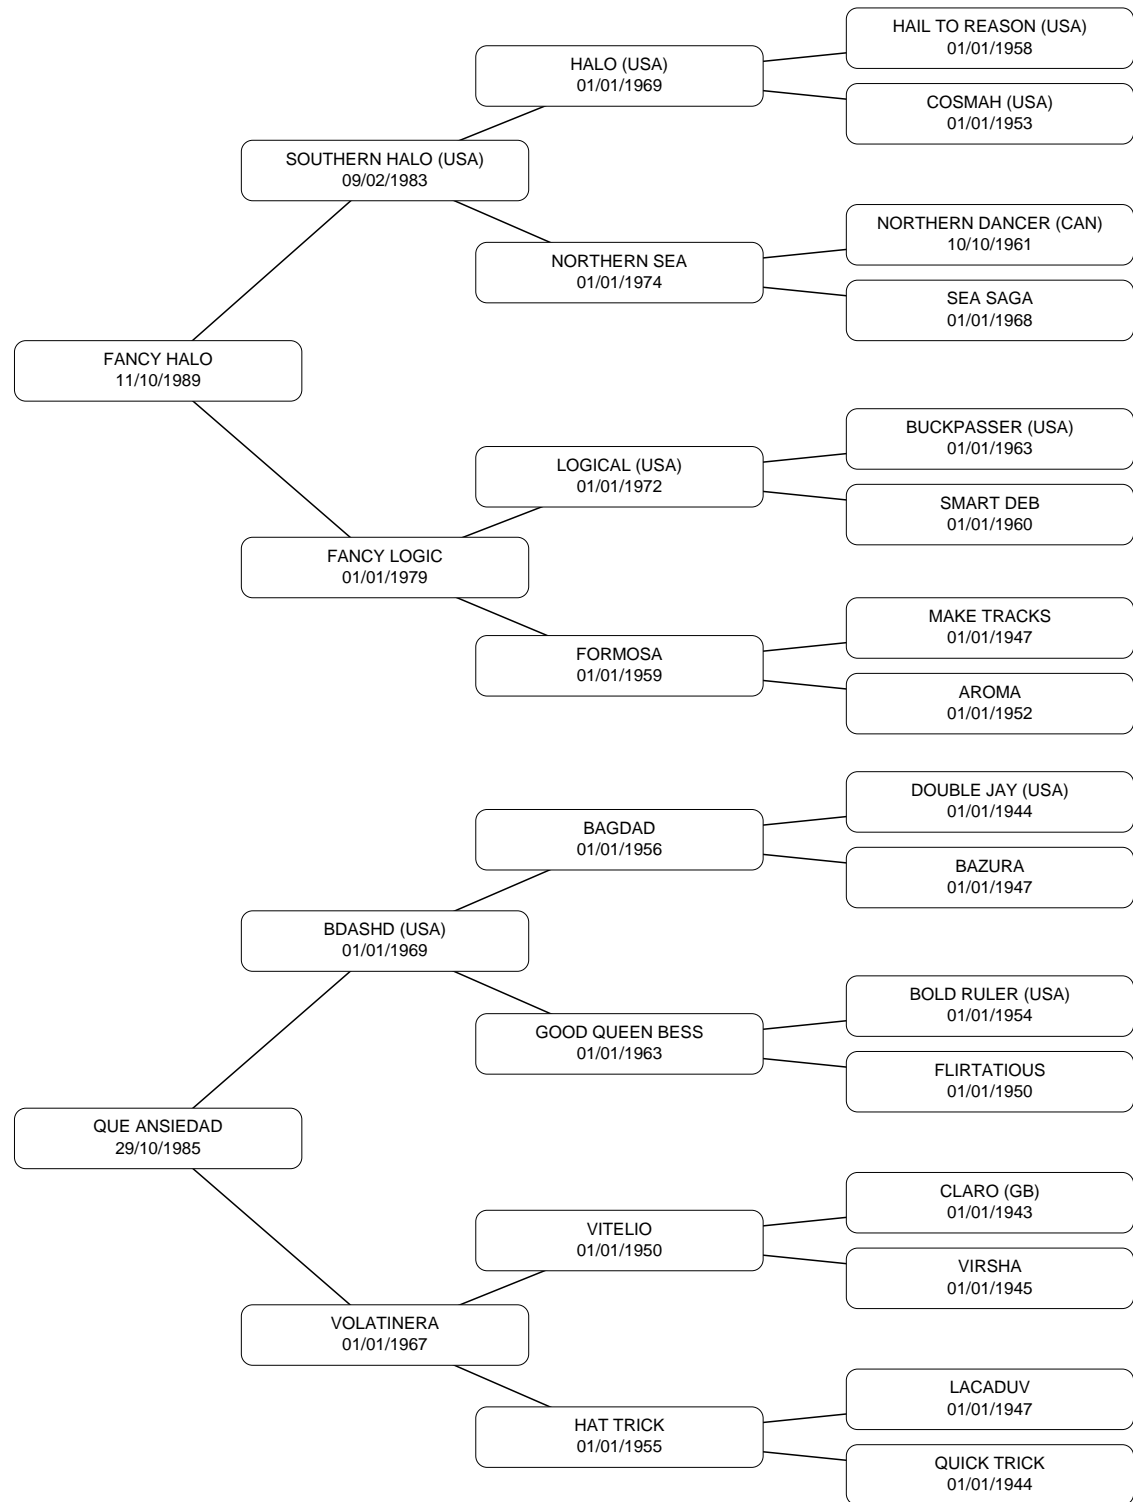 HAIL TO REASON (USA)
01/01/1958
HALO (USA)
01/01/1969
COSMAH (USA)
01/01/1953
SOUTHERN HALO (USA)
09/02/1983
NORTHERN DANCER (CAN)
10/10/1961
NORTHERN SEA
01/01/1974
SEA SAGA
01/01/1968
FANCY HALO
11/10/1989
BUCKPASSER (USA)
01/01/1963
LOGICAL (USA)
01/01/1972
SMART DEB
01/01/1960
FANCY LOGIC
01/01/1979
MAKE TRACKS
01/01/1947
FORMOSA
01/01/1959
AROMA
01/01/1952
DOUBLE JAY (USA)
01/01/1944
BAGDAD
01/01/1956
BAZURA
01/01/1947
BDASHD (USA)
01/01/1969
BOLD RULER (USA)
01/01/1954
GOOD QUEEN BESS
01/01/1963
FLIRTATIOUS
01/01/1950
QUE ANSIEDAD
29/10/1985
CLARO (GB)
01/01/1943
VITELIO
01/01/1950
VIRSHA
01/01/1945
VOLATINERA
01/01/1967
LACADUV
01/01/1947
HAT TRICK
01/01/1955
QUICK TRICK
01/01/1944